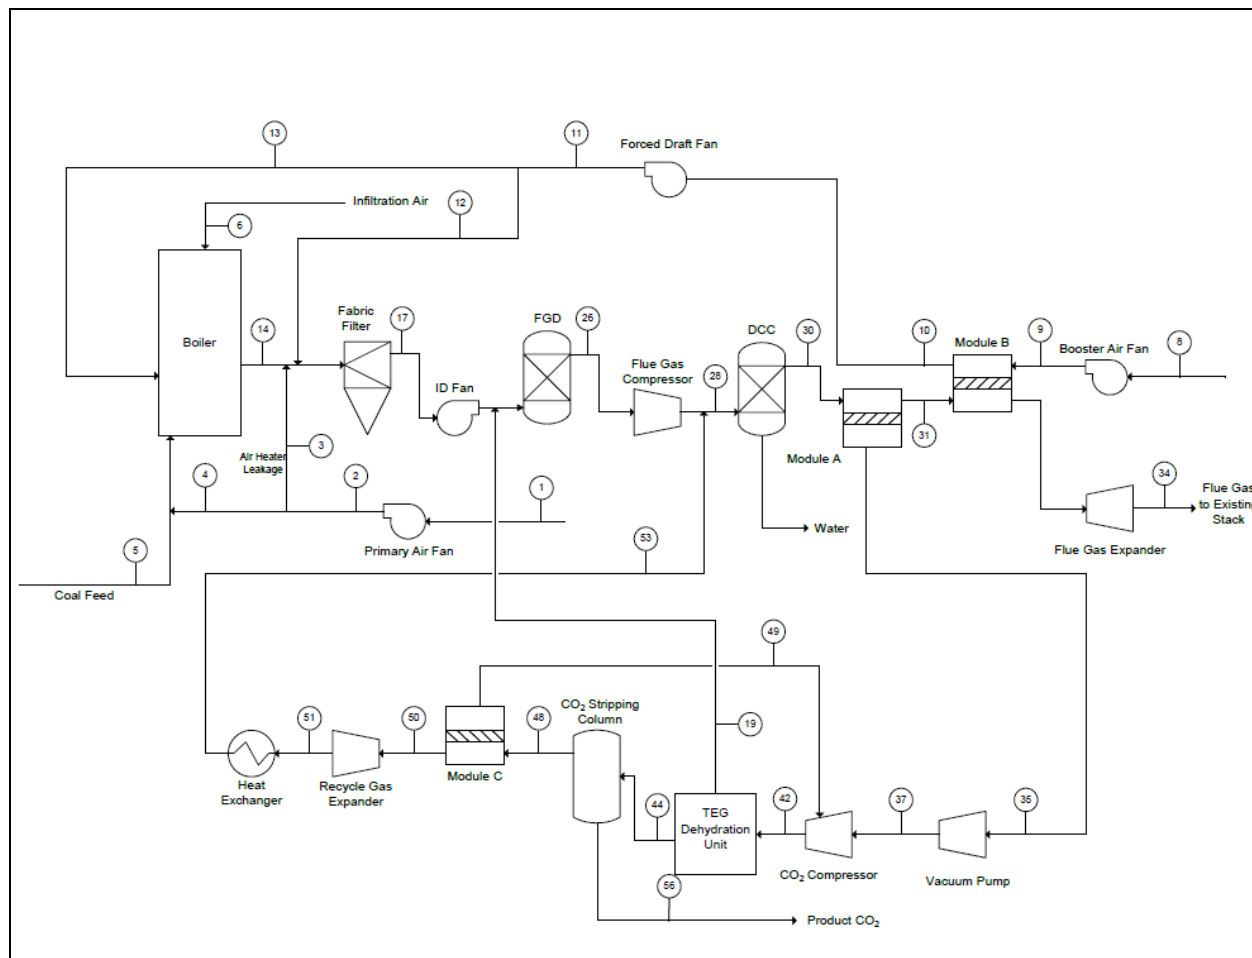 13
11
Forced Draft Fan
Infiltration Air
12
6
Boiler
14
Fabric
Filter
17
ID Fan
FGD
26
Flue Gas
Compressor
28
DCC
30
Module A
31
10
Module B
9
Booster Air Fan
8
Air Heater
Leakage
3
4
2
1
Primary Air Fan
5
Coal Feed
53
Water
34
Flue Gas
to Existing
Stack
Flue Gas Expander
49
CO₂ Stripping
Column
19
51
50
48
Heat
Exchanger
Recycle Gas
Expander
Module C
44
TEG
Dehydration
Unit
42
37
35
CO₂ Compressor
Vacuum Pump
56
Product CO₂